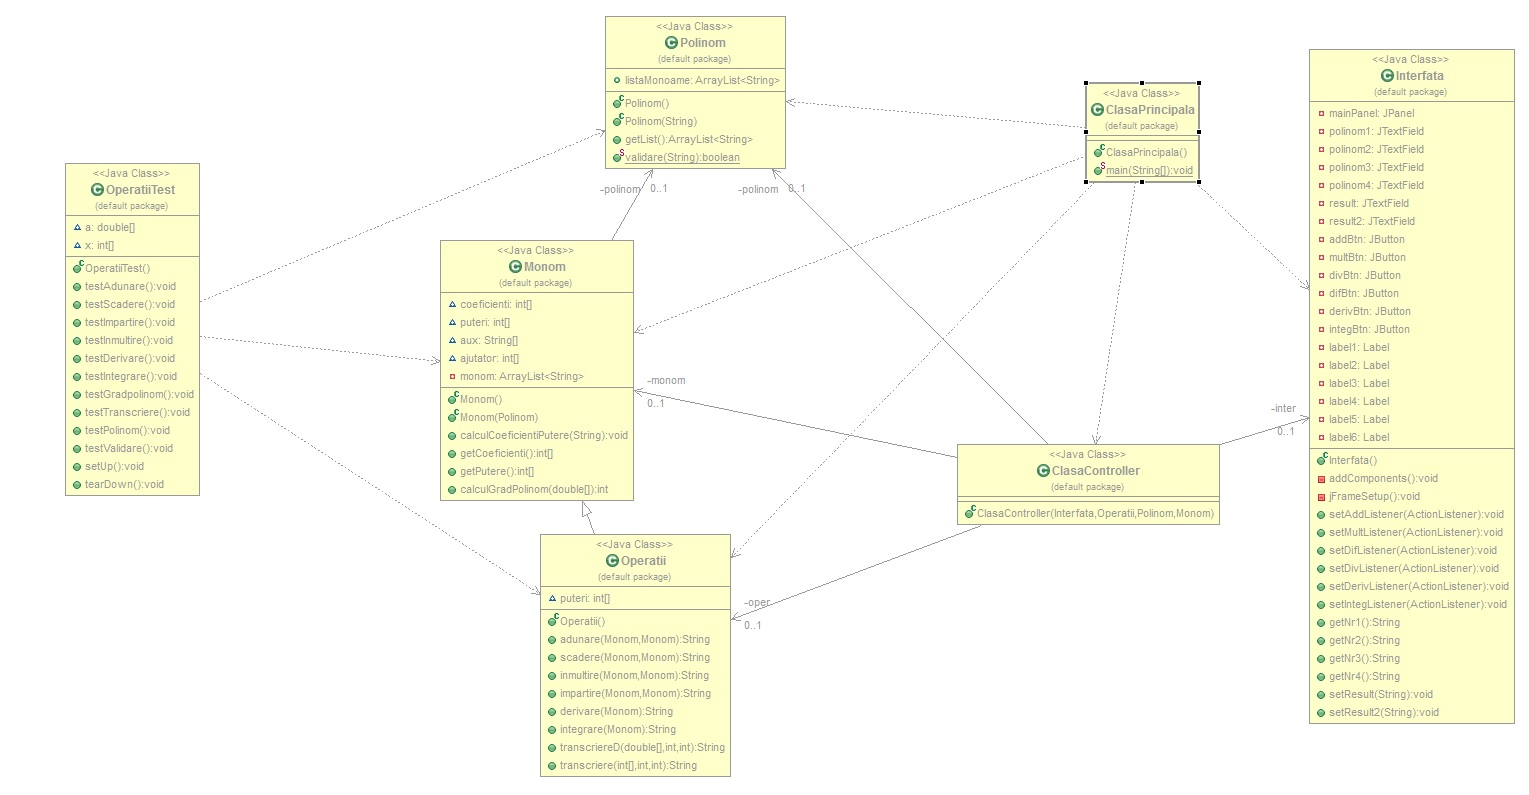 <<Java Class>>
Polinom
(default package)
listaMonoame: ArrayList<String>
Polinom()
Polinom(String)
getList():ArrayList<String>
validare(String):boolean
-polinom 0..1
-polinom 0..1
<<Java Class>>
ClasaPrincipala
(default package)
ClasaPrincipala()
main(String[]):void
<<Java Class>>
Interfata
(default package)
mainPanel: JPanel
polinom1: JTextField
polinom2: JTextField
polinom3: JTextField
polinom4: JTextField
result: JTextField
result2: JTextField
addBtn: JButton
multBtn: JButton
divBtn: JButton
difBtn: JButton
derivBtn: JButton
integBtn: JButton
label1: Label
label2: Label
label3: Label
label4: Label
label5: Label
label6: Label
Interfata()
addComponents():void
jFrameSetup():void
setAddListener(ActionListener):void
setMultListener(ActionListener):void
setDifListener(ActionListener):void
setDivListener(ActionListener):void
setDerivListener(ActionListener):void
setIntegListener(ActionListener):void
getNr1():String
getNr2():String
getNr3():String
getNr4():String
setResult(String):void
setResult2(String):void
<<Java Class>>
OperatiiTest
(default package)
a: double[]
x: int[]
OperatiiTest()
testAdunare():void
testScadere():void
testImpartire():void
testInmultire():void
testDerivare():void
testIntegrare():void
testGradpolinom():void
testTranscriere():void
testPolinom():void
testValidare():void
setUp():void
tearDown():void
<<Java Class>>
Monom
(default package)
coeficienti: int[]
puteri: int[]
aux: String[]
ajutator: int[]
monom: ArrayList<String>
Monom()
Monom(Polinom)
calculCoeficientiPutere(String):void
getCoeficienti():int[]
getPutere():int[]
calculGradPolinom(double[]):int
-monom
0..1
-inter
0..1
<<Java Class>>
ClasaController
(default package)
ClasaController(Interfata,Operatii,Polinom,Monom)
<<Java Class>>
Operatii
(default package)
puteri: int[]
Operatii()
adunare(Monom,Monom):String
scadere(Monom,Monom):String
inmultire(Monom,Monom):String
impartire(Monom,Monom):String
derivare(Monom):String
integrare(Monom):String
transcriereD(double[],int,int):String
transcriere(int[],int,int):String
-oper
0..1